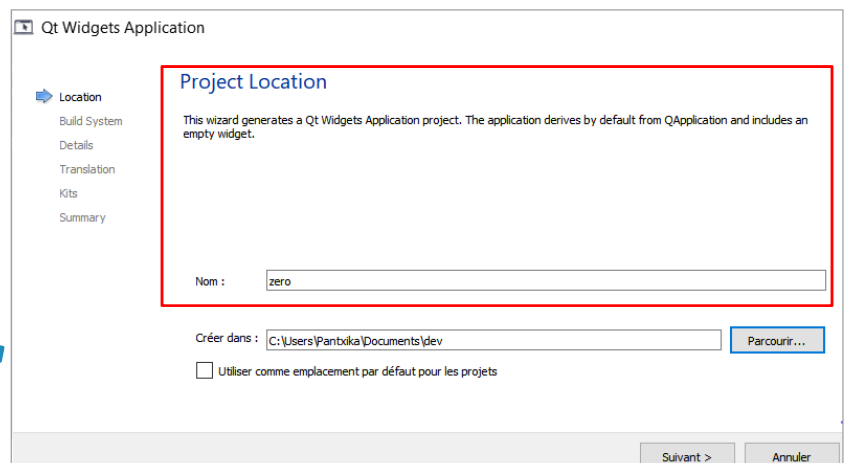 Qt Widgets Application
Location
Build System
Details
Translation
Kits
Summary
Project Location
This wizard generates a Qt Widgets Application project. The application derives by default from QApplication and includes an
empty widget.
Nom : zero
Créer dans : C:\Users\Pantxika\Documents\dev Parcourir...
Utiliser comme emplacement par défaut pour les projets
Suivant > Annuler